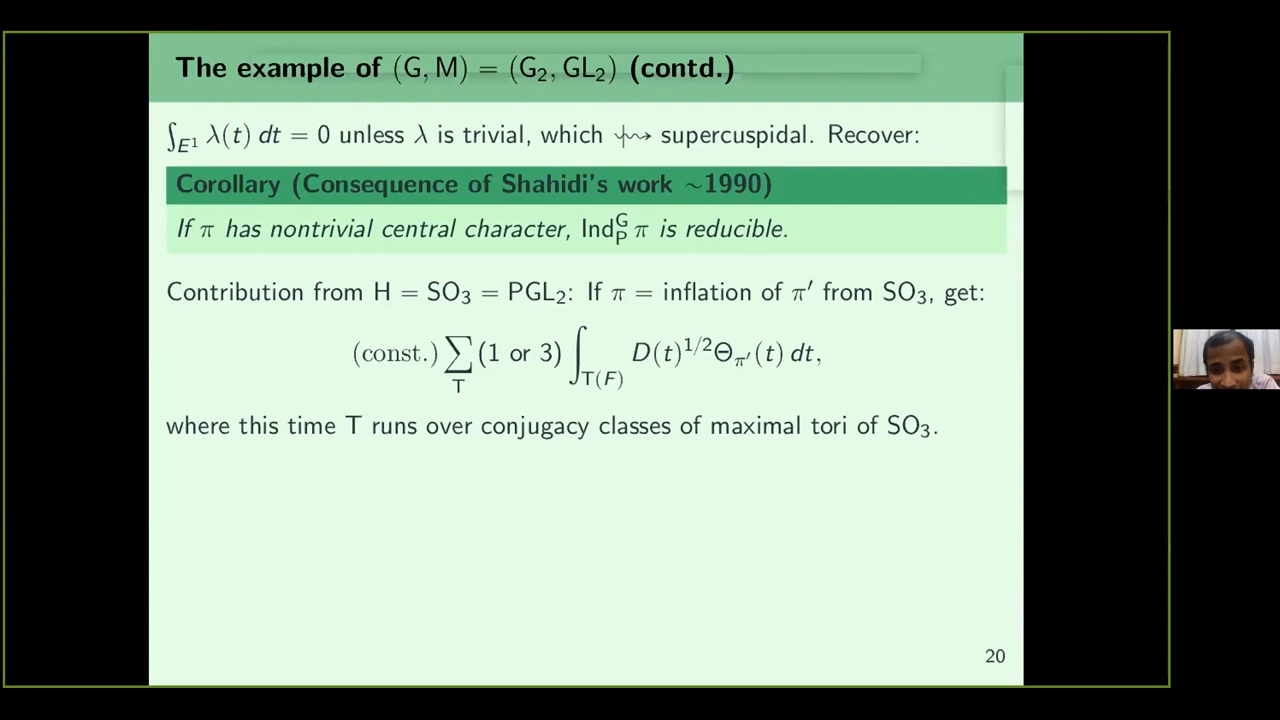 The example of (G, M) = (G₂, GL₂) (contd.)
∫_{E¹} λ(t) dt = 0 unless λ is trivial, which ↭̸ supercuspidal. Recover:
Corollary (Consequence of Shahidi's work ∼1990)
If π has nontrivial central character, Ind_P^G π is reducible.
Contribution from H = SO₃ = PGL₂: If π = inflation of π′ from SO₃, get:
(const.) ∑_T (1 or 3) ∫_{T(F)} D(t)^{1/2} Θ_{π′}(t) dt,
where this time T runs over conjugacy classes of maximal tori of SO₃.
20